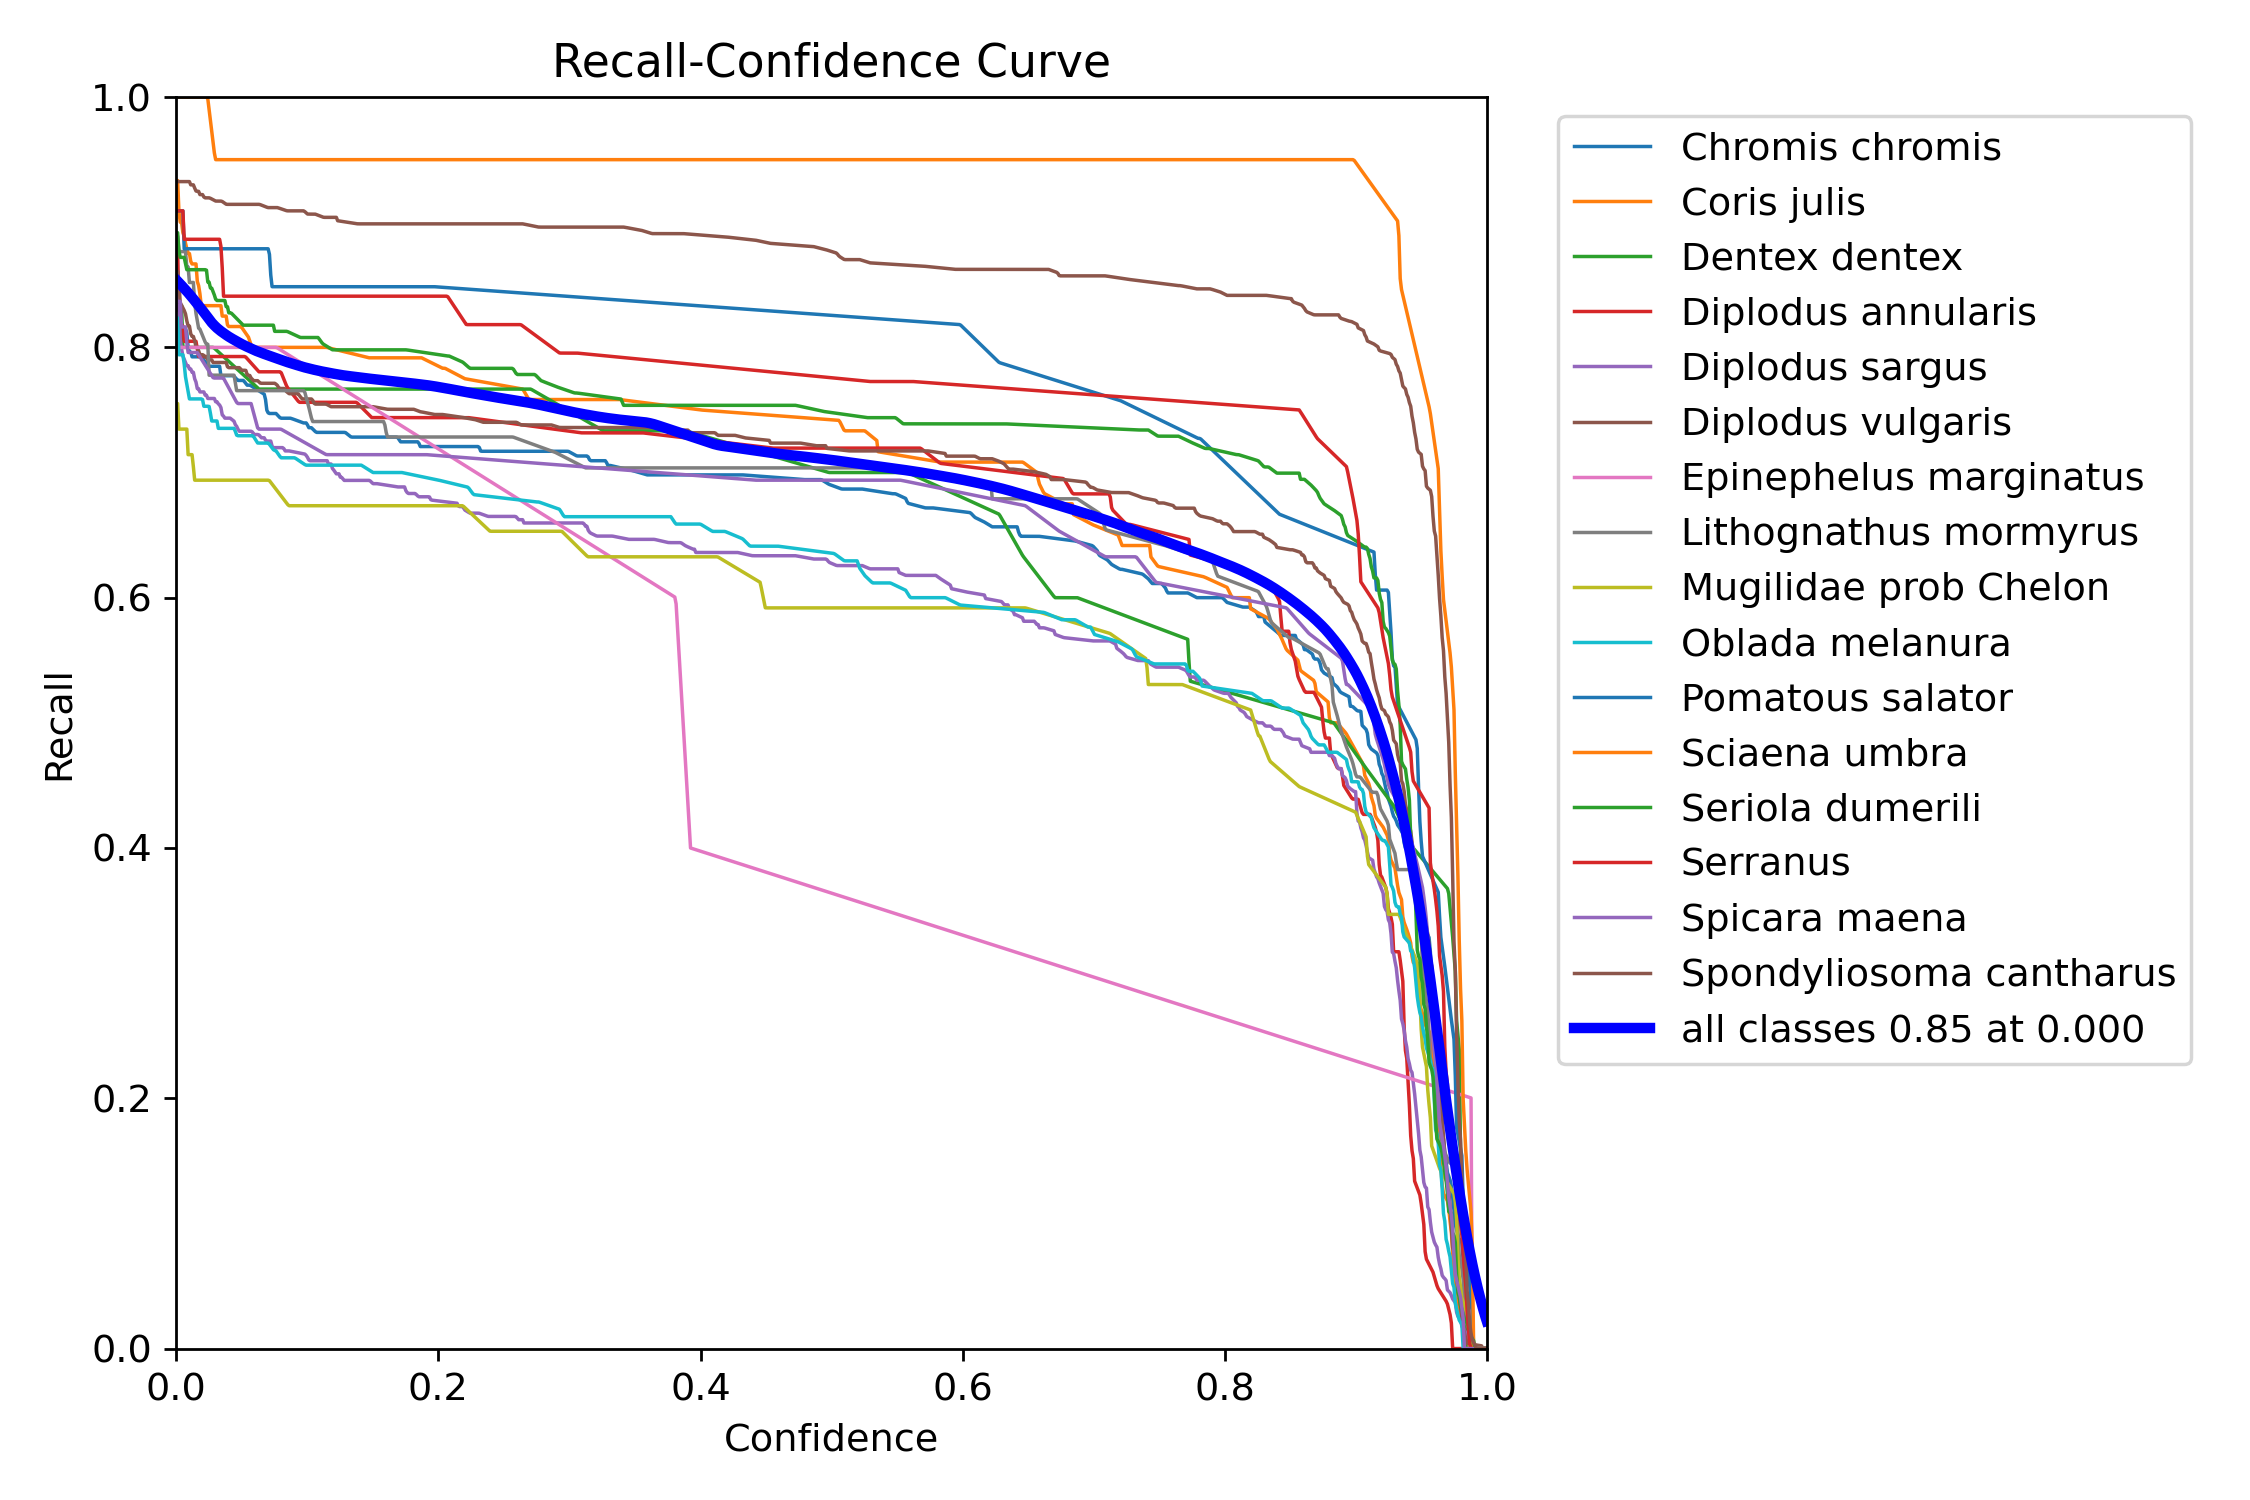 Recall-Confidence Curve
1.0
0.8
0.6
0.4
0.2
0.0
Recall
0.0 0.2 0.4 0.6 0.8 1.0
Confidence
Chromis chromis
Coris julis
Dentex dentex
Diplodus annularis
Diplodus sargus
Diplodus vulgaris
Epinephelus marginatus
Lithognathus mormyrus
Mugilidae prob Chelon
Oblada melanura
Pomatous salator
Sciaena umbra
Seriola dumerili
Serranus
Spicara maena
Spondyliosoma cantharus
all classes 0.85 at 0.000